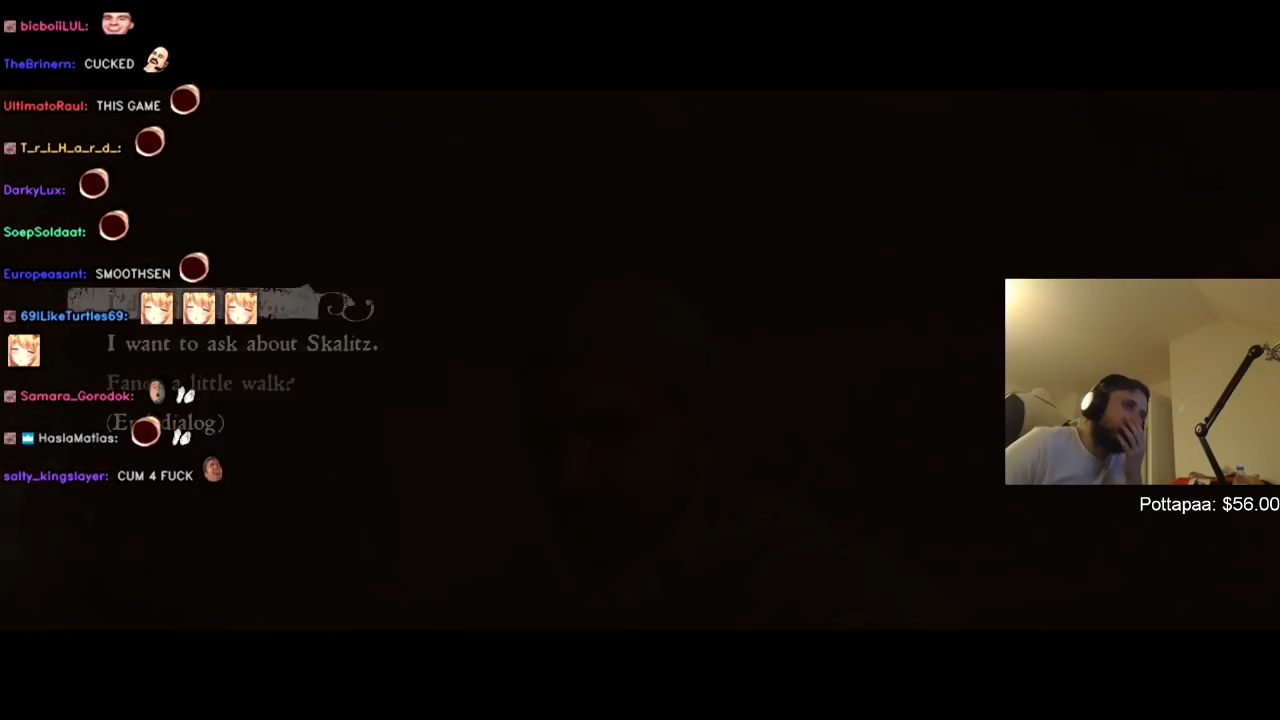 bicboiiLUL:
TheBrinern: CUCKED
UltimatoRaul: THIS GAME
T_r_i_H_a_r_d_:
DarkyLux:
SoepSoldaat:
Europeasant: SMOOTHSEN
69ILikeTurtles69:
I want to ask about Skalitz.
a little walk?
Samara_Gorodok:
dialog)
HaslaMatias:
salty_kingslayer: CUM 4 FUCK
Pottapaa: $56.00